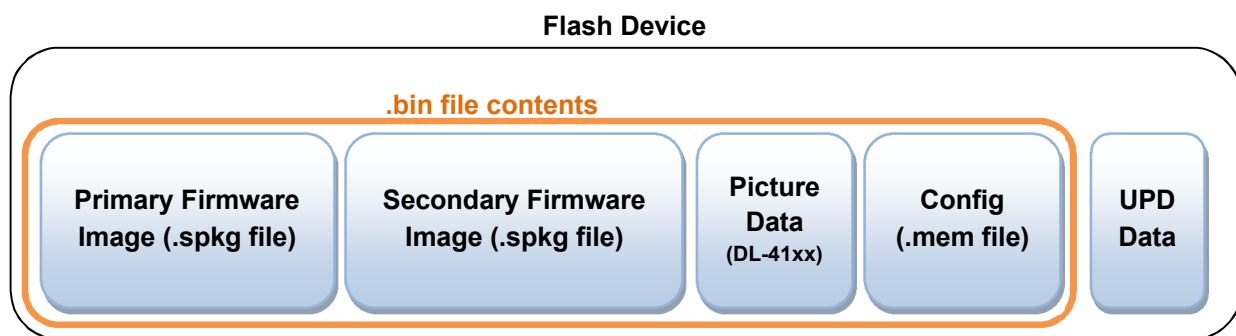 Flash Device
.bin file contents
Primary Firmware
Image (.spkg file)
Secondary Firmware
Image (.spkg file)
Picture
Data
(DL-41xx)
Config
(.mem file)
UPD
Data